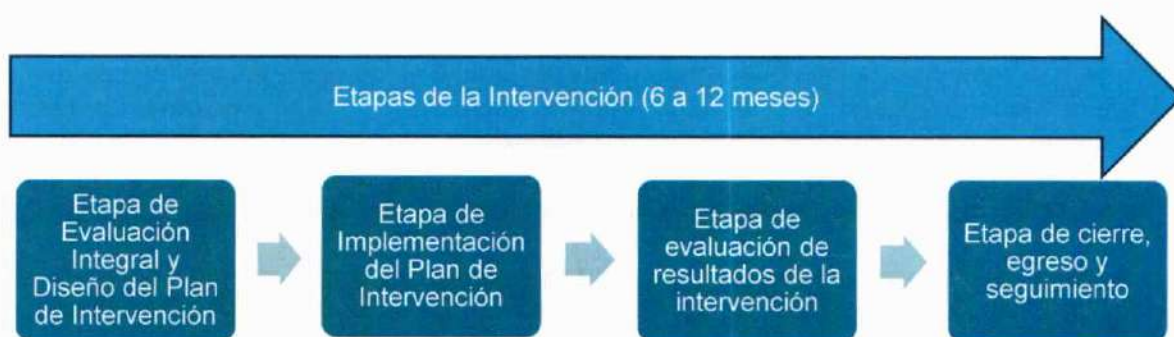 Etapas de la Intervención (6 a 12 meses)
Etapa de
Evaluación
Integral y
Diseño del Plan
de Intervención
Etapa de
Implementación
del Plan de
Intervención
Etapa de
evaluación de
resultados de la
intervención
Etapa de cierre,
egreso y
seguimiento